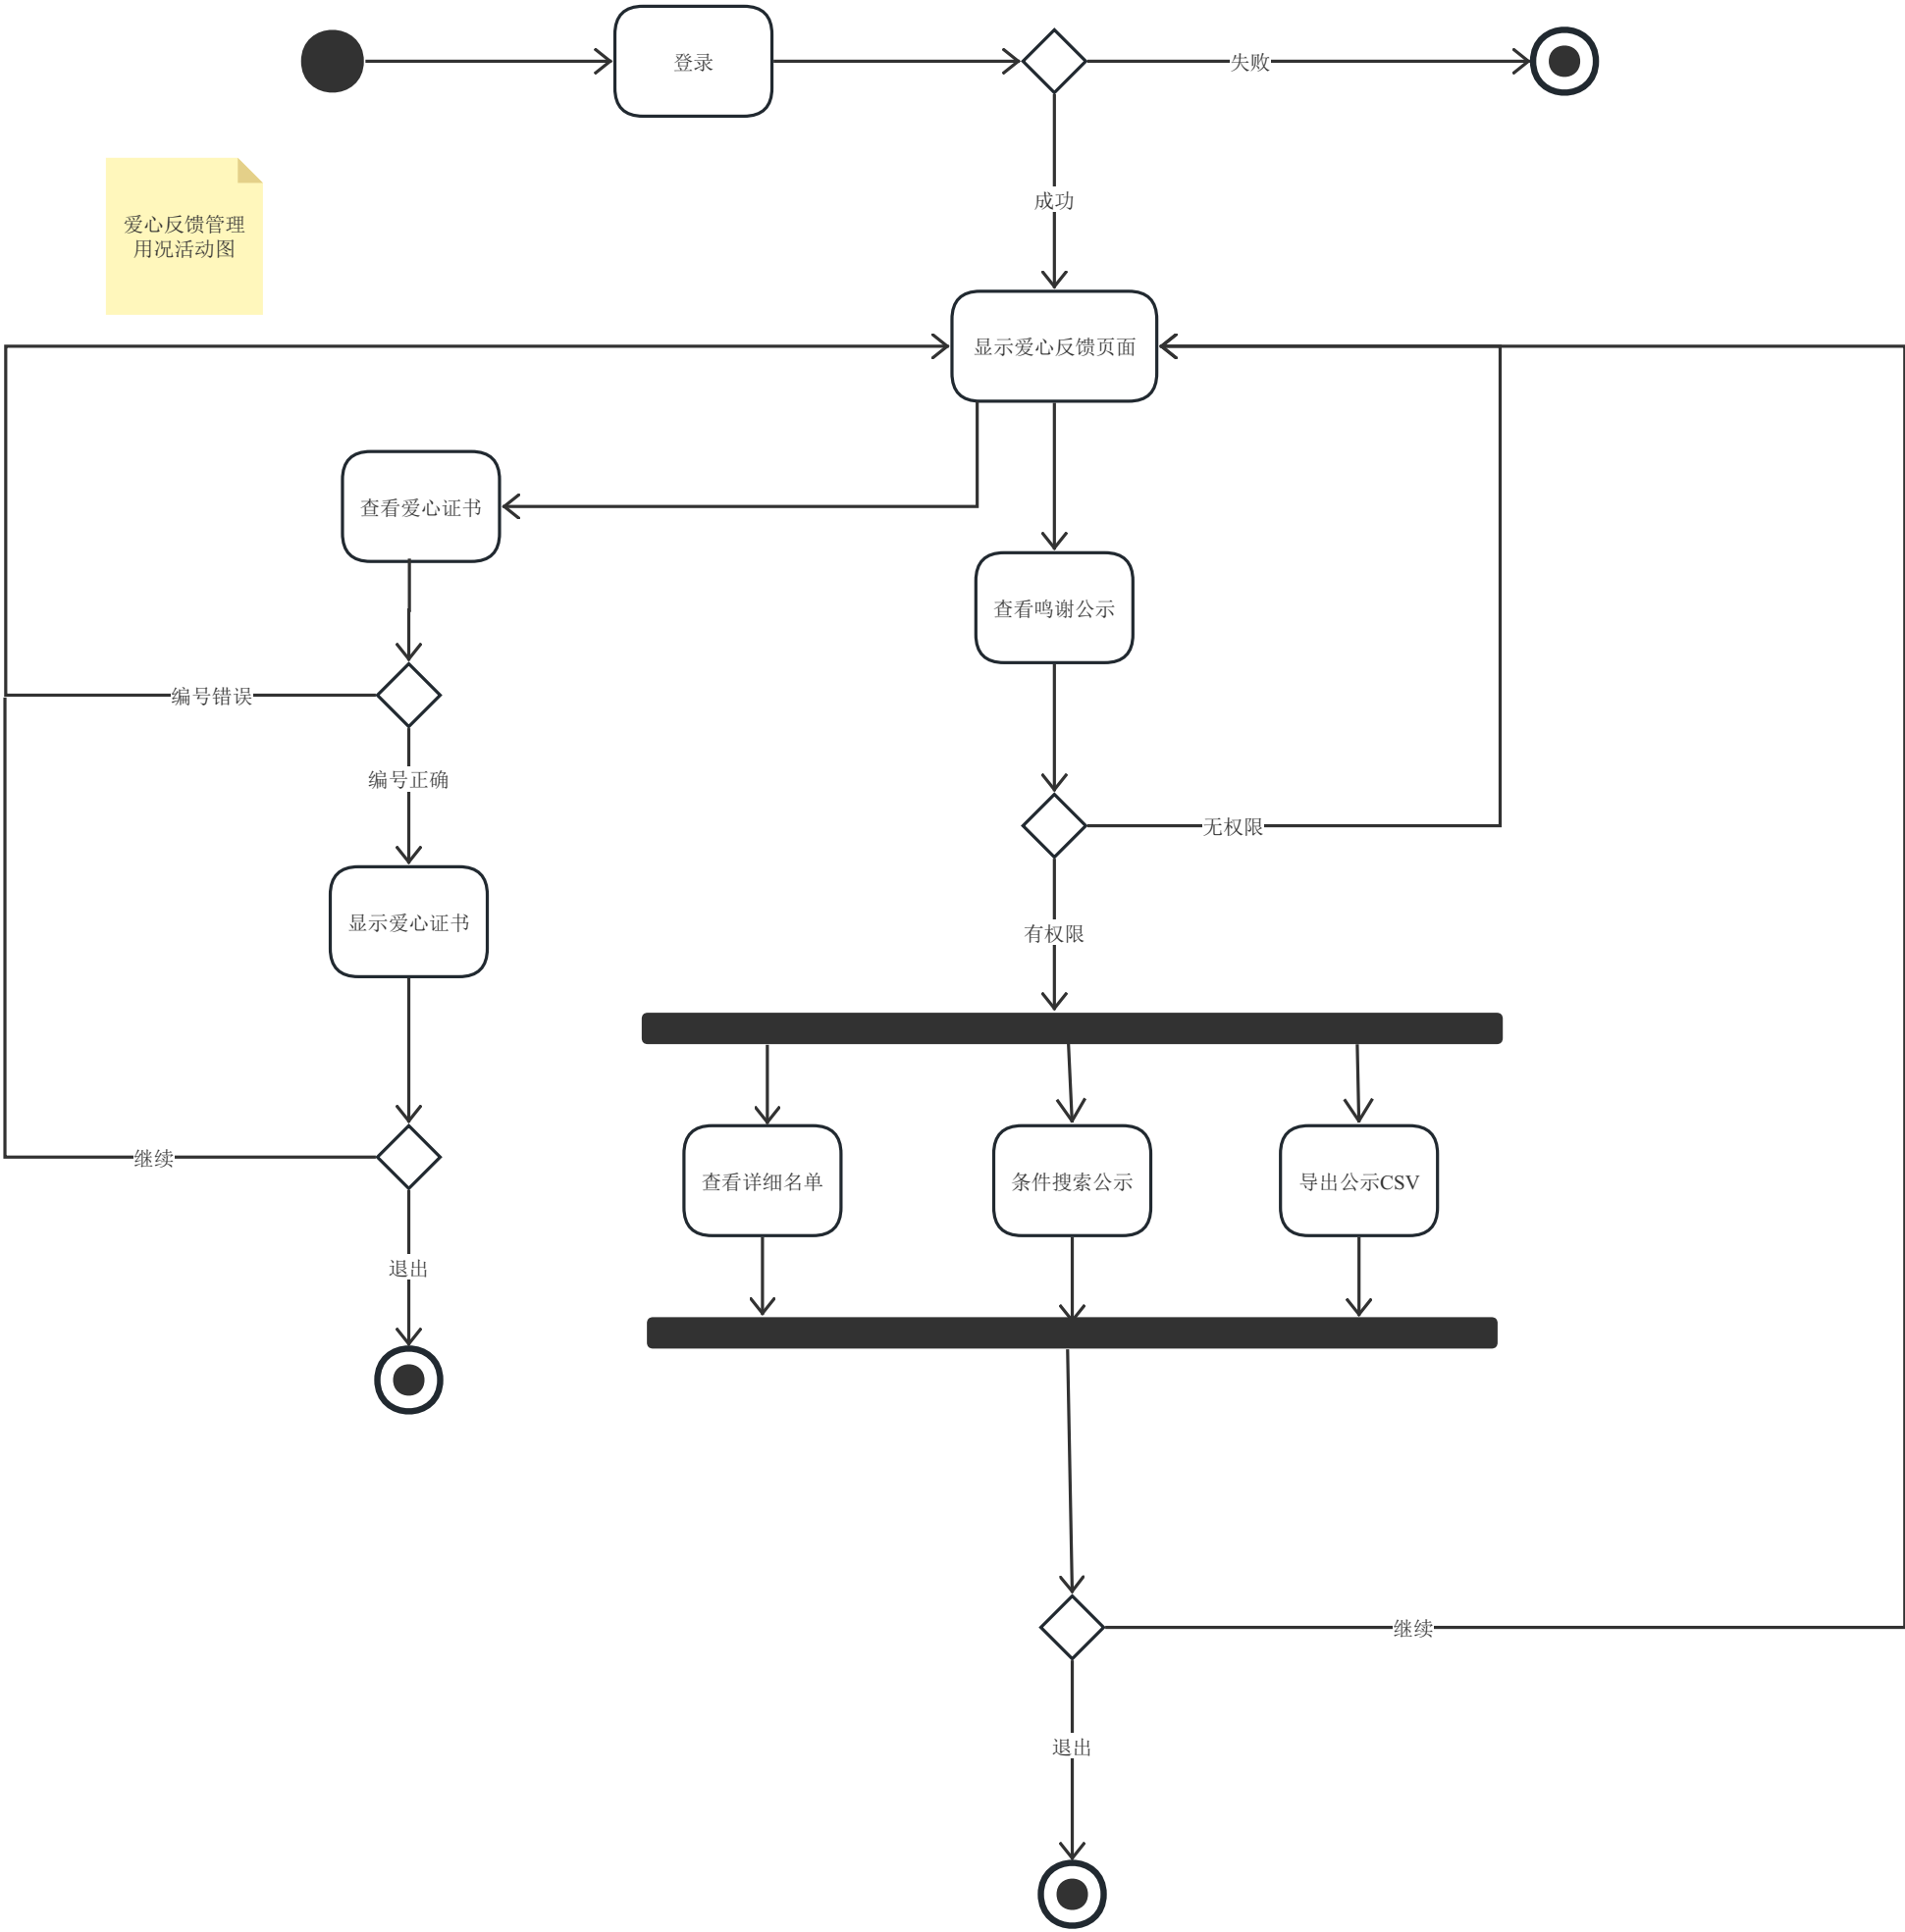 登录
失败
成功
爱心反馈管理
用况活动图
显示爱心反馈页面
查看爱心证书
查看鸣谢公示
编号错误
编号正确
无权限
显示爱心证书
有权限
继续
查看详细名单
条件搜索公示
导出公示CSV
退出
继续
退出